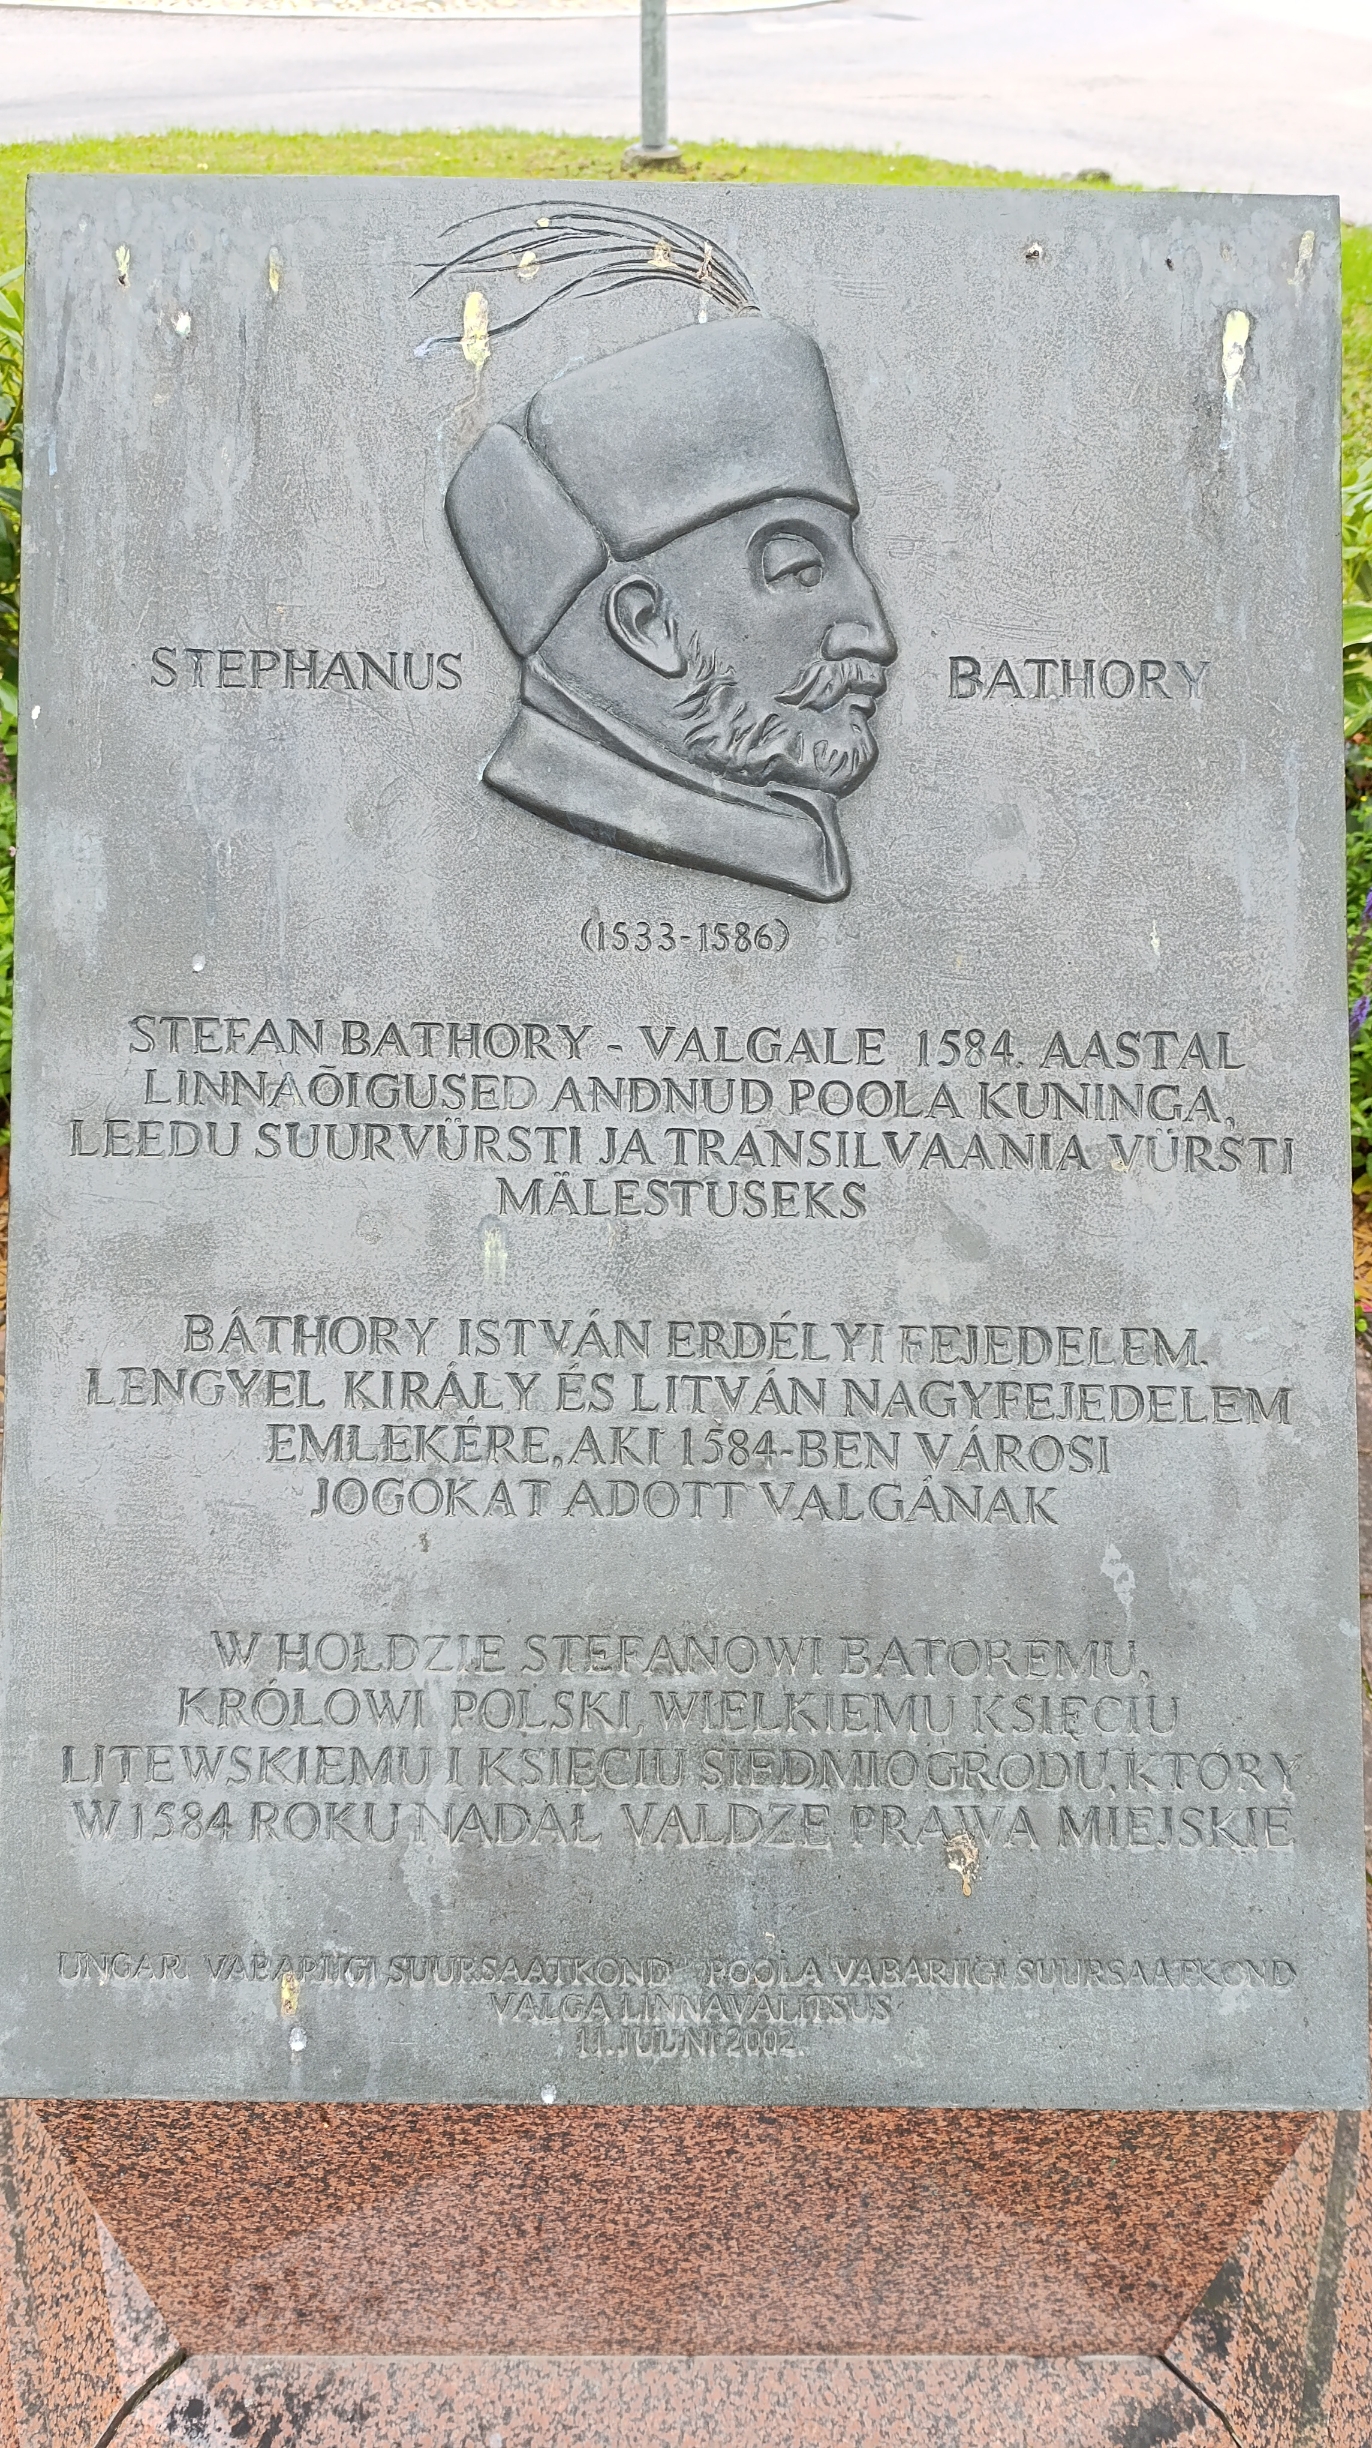 STEPHANUS BATHORY
(1533-1586)
STEFAN BATHORY - VALGALE 1584. AASTAL
LINNAÕIGUSED ANDNUD POOLA KUNINGA,
LEEDU SUURVÜRSTI JA TRANSILVAANIA VÜRSTI
MÄLESTUSEKS
BÁTHORY ISTVÁN ERDÉLYI FEJEDELEM,
LENGYEL KIRÁLY ÉS LITVÁN NAGYFEJEDELEM
EMLEKÉRE, AKI 1584-BEN VÁROSI
JOGOKAT ADOTT VALGÁNAK
W HOŁDZIE STEFANOWI BATOREMU,
KRÓLOWI POLSKI, WIELKIEMU KSIĘCIU
LITEWSKIEMU I KSIĘCIU SIEDMIOGRODU, KTÓRY
W 1584 ROKU NADAŁ VALDZE PRAWA MIEJSKIE
UNGARI VABARIIGI SUURSAATKOND POOLA VABARIIGI SUURSAATKOND
VALGA LINNAVALITSUS
11. JUUNI 2002.